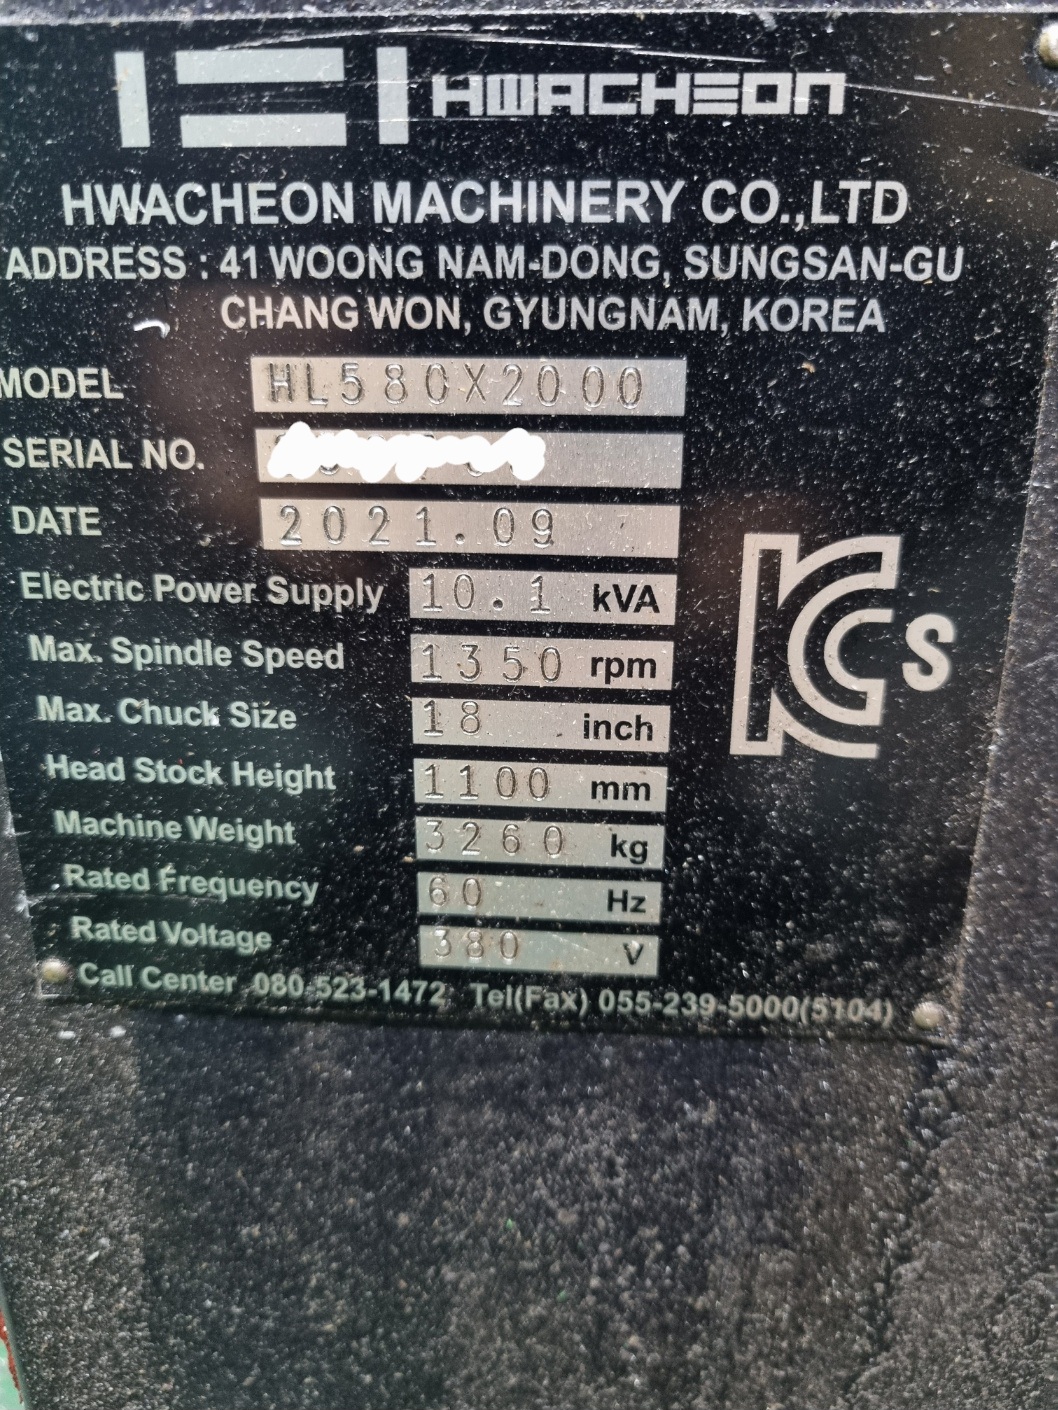 HWACHEON
HWACHEON MACHINERY CO.,LTD
ADDRESS : 41 WOONG NAM-DONG, SUNGSAN-GU
CHANG WON, GYUNGNAM, KOREA
MODEL HL580X2000
SERIAL NO.
DATE 2021.09
Electric Power Supply 10.1 kVA
Max. Spindle Speed 1350 rpm
Max. Chuck Size 18 inch
Head Stock Height 1100 mm
Machine Weight 3260 kg
Rated Frequency 60 Hz
Rated Voltage 380 V
Call Center 080-523-1472 Tel(Fax) 055-239-5000(5104)
KCs